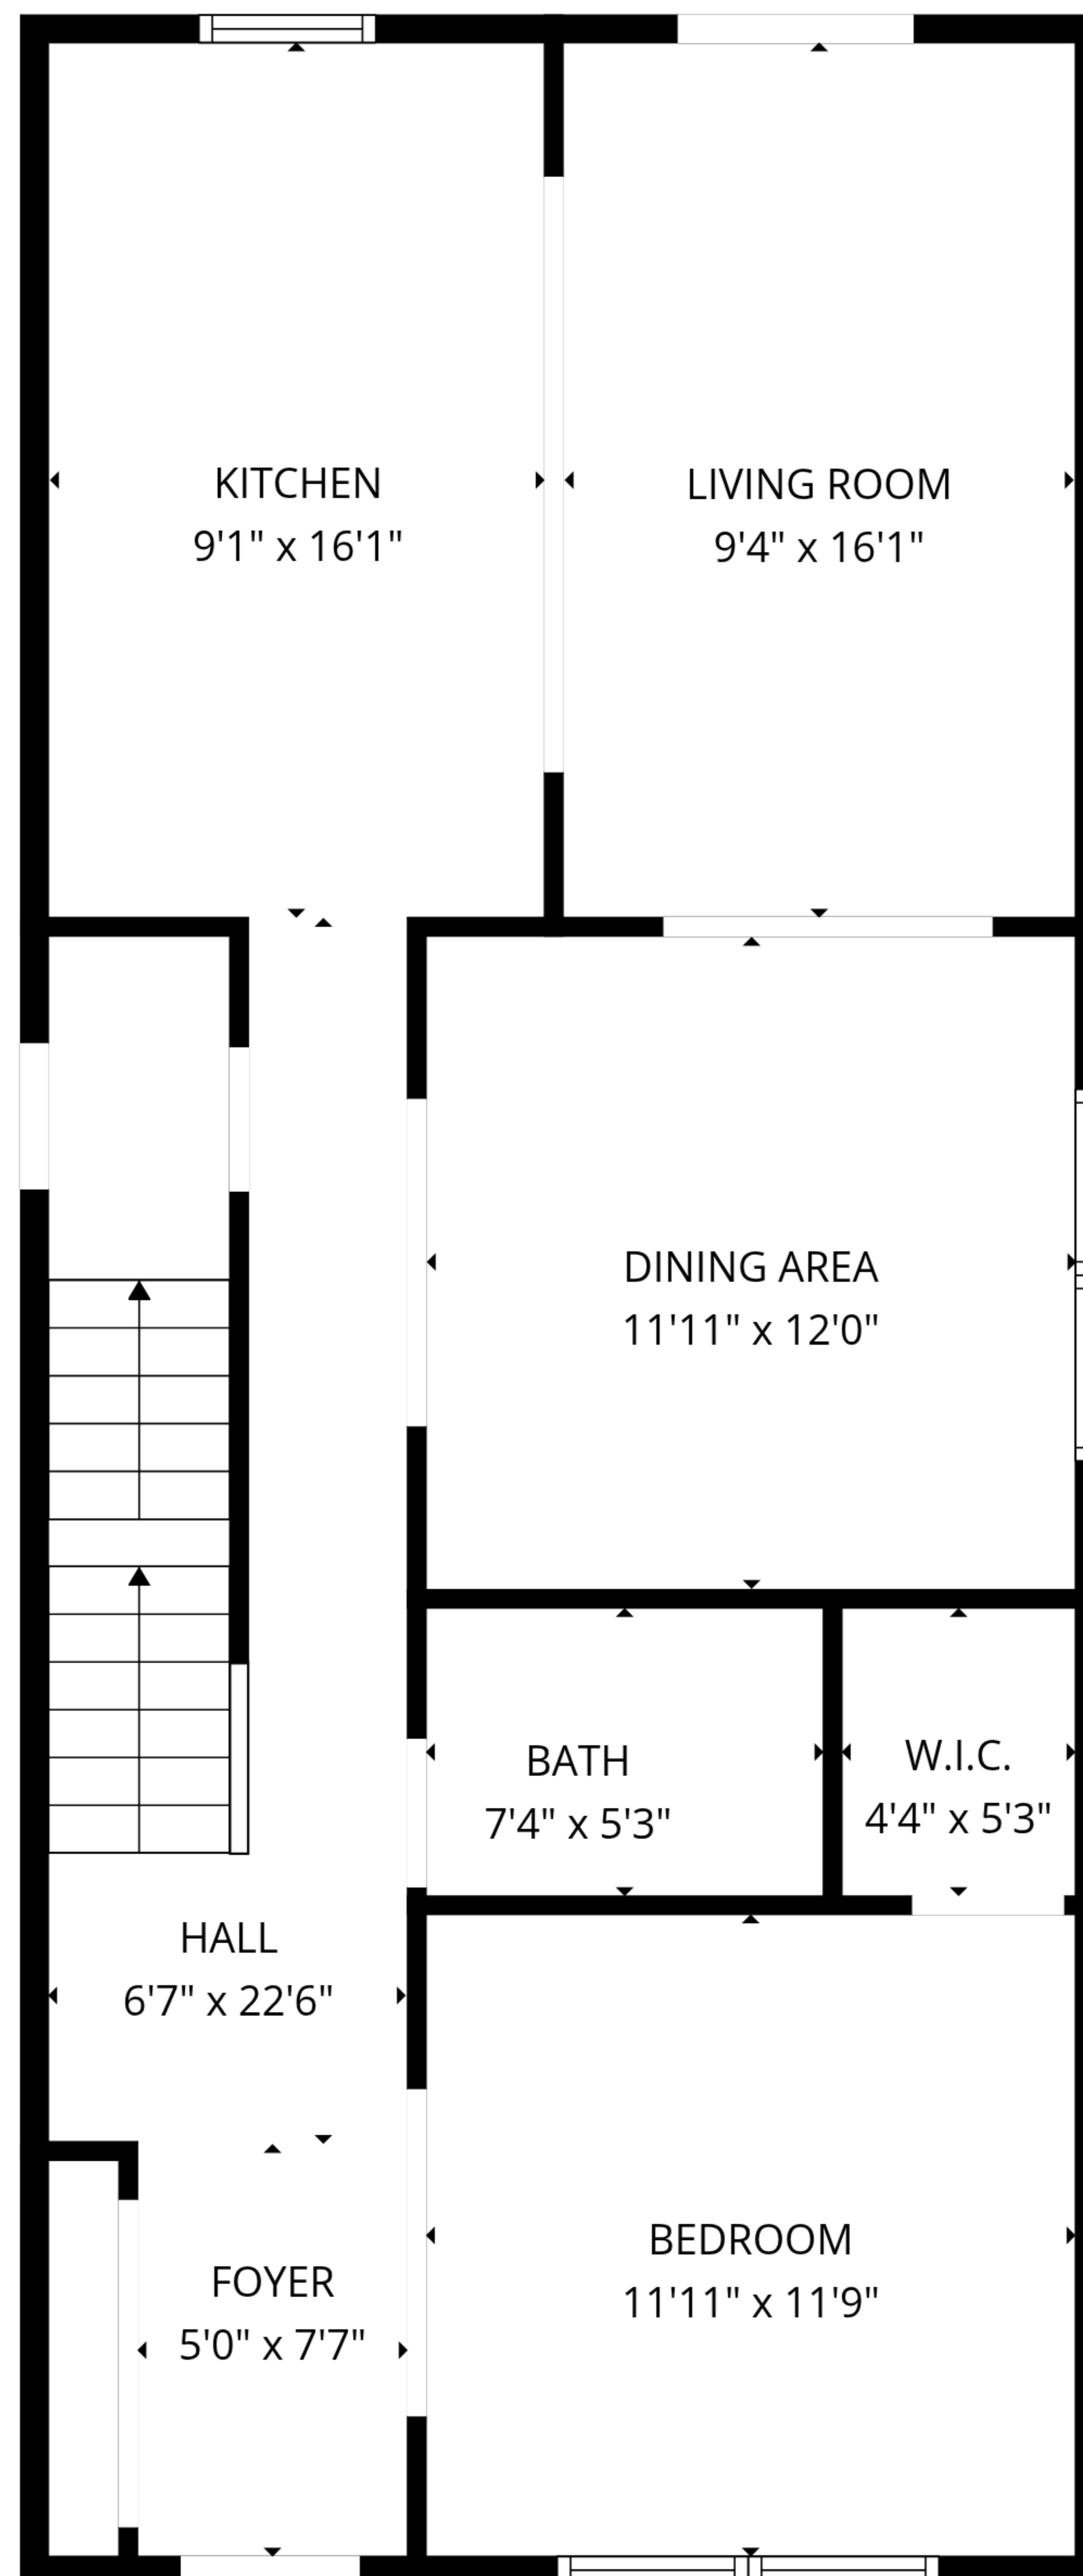 KITCHEN
9'1" x 16'1"
LIVING ROOM
9'4" x 16'1"
DINING AREA
11'11" x 12'0"
BATH
7'4" x 5'3"
W.I.C.
4'4" x 5'3"
HALL
6'7" x 22'6"
BEDROOM
11'11" x 11'9"
FOYER
5'0" x 7'7"